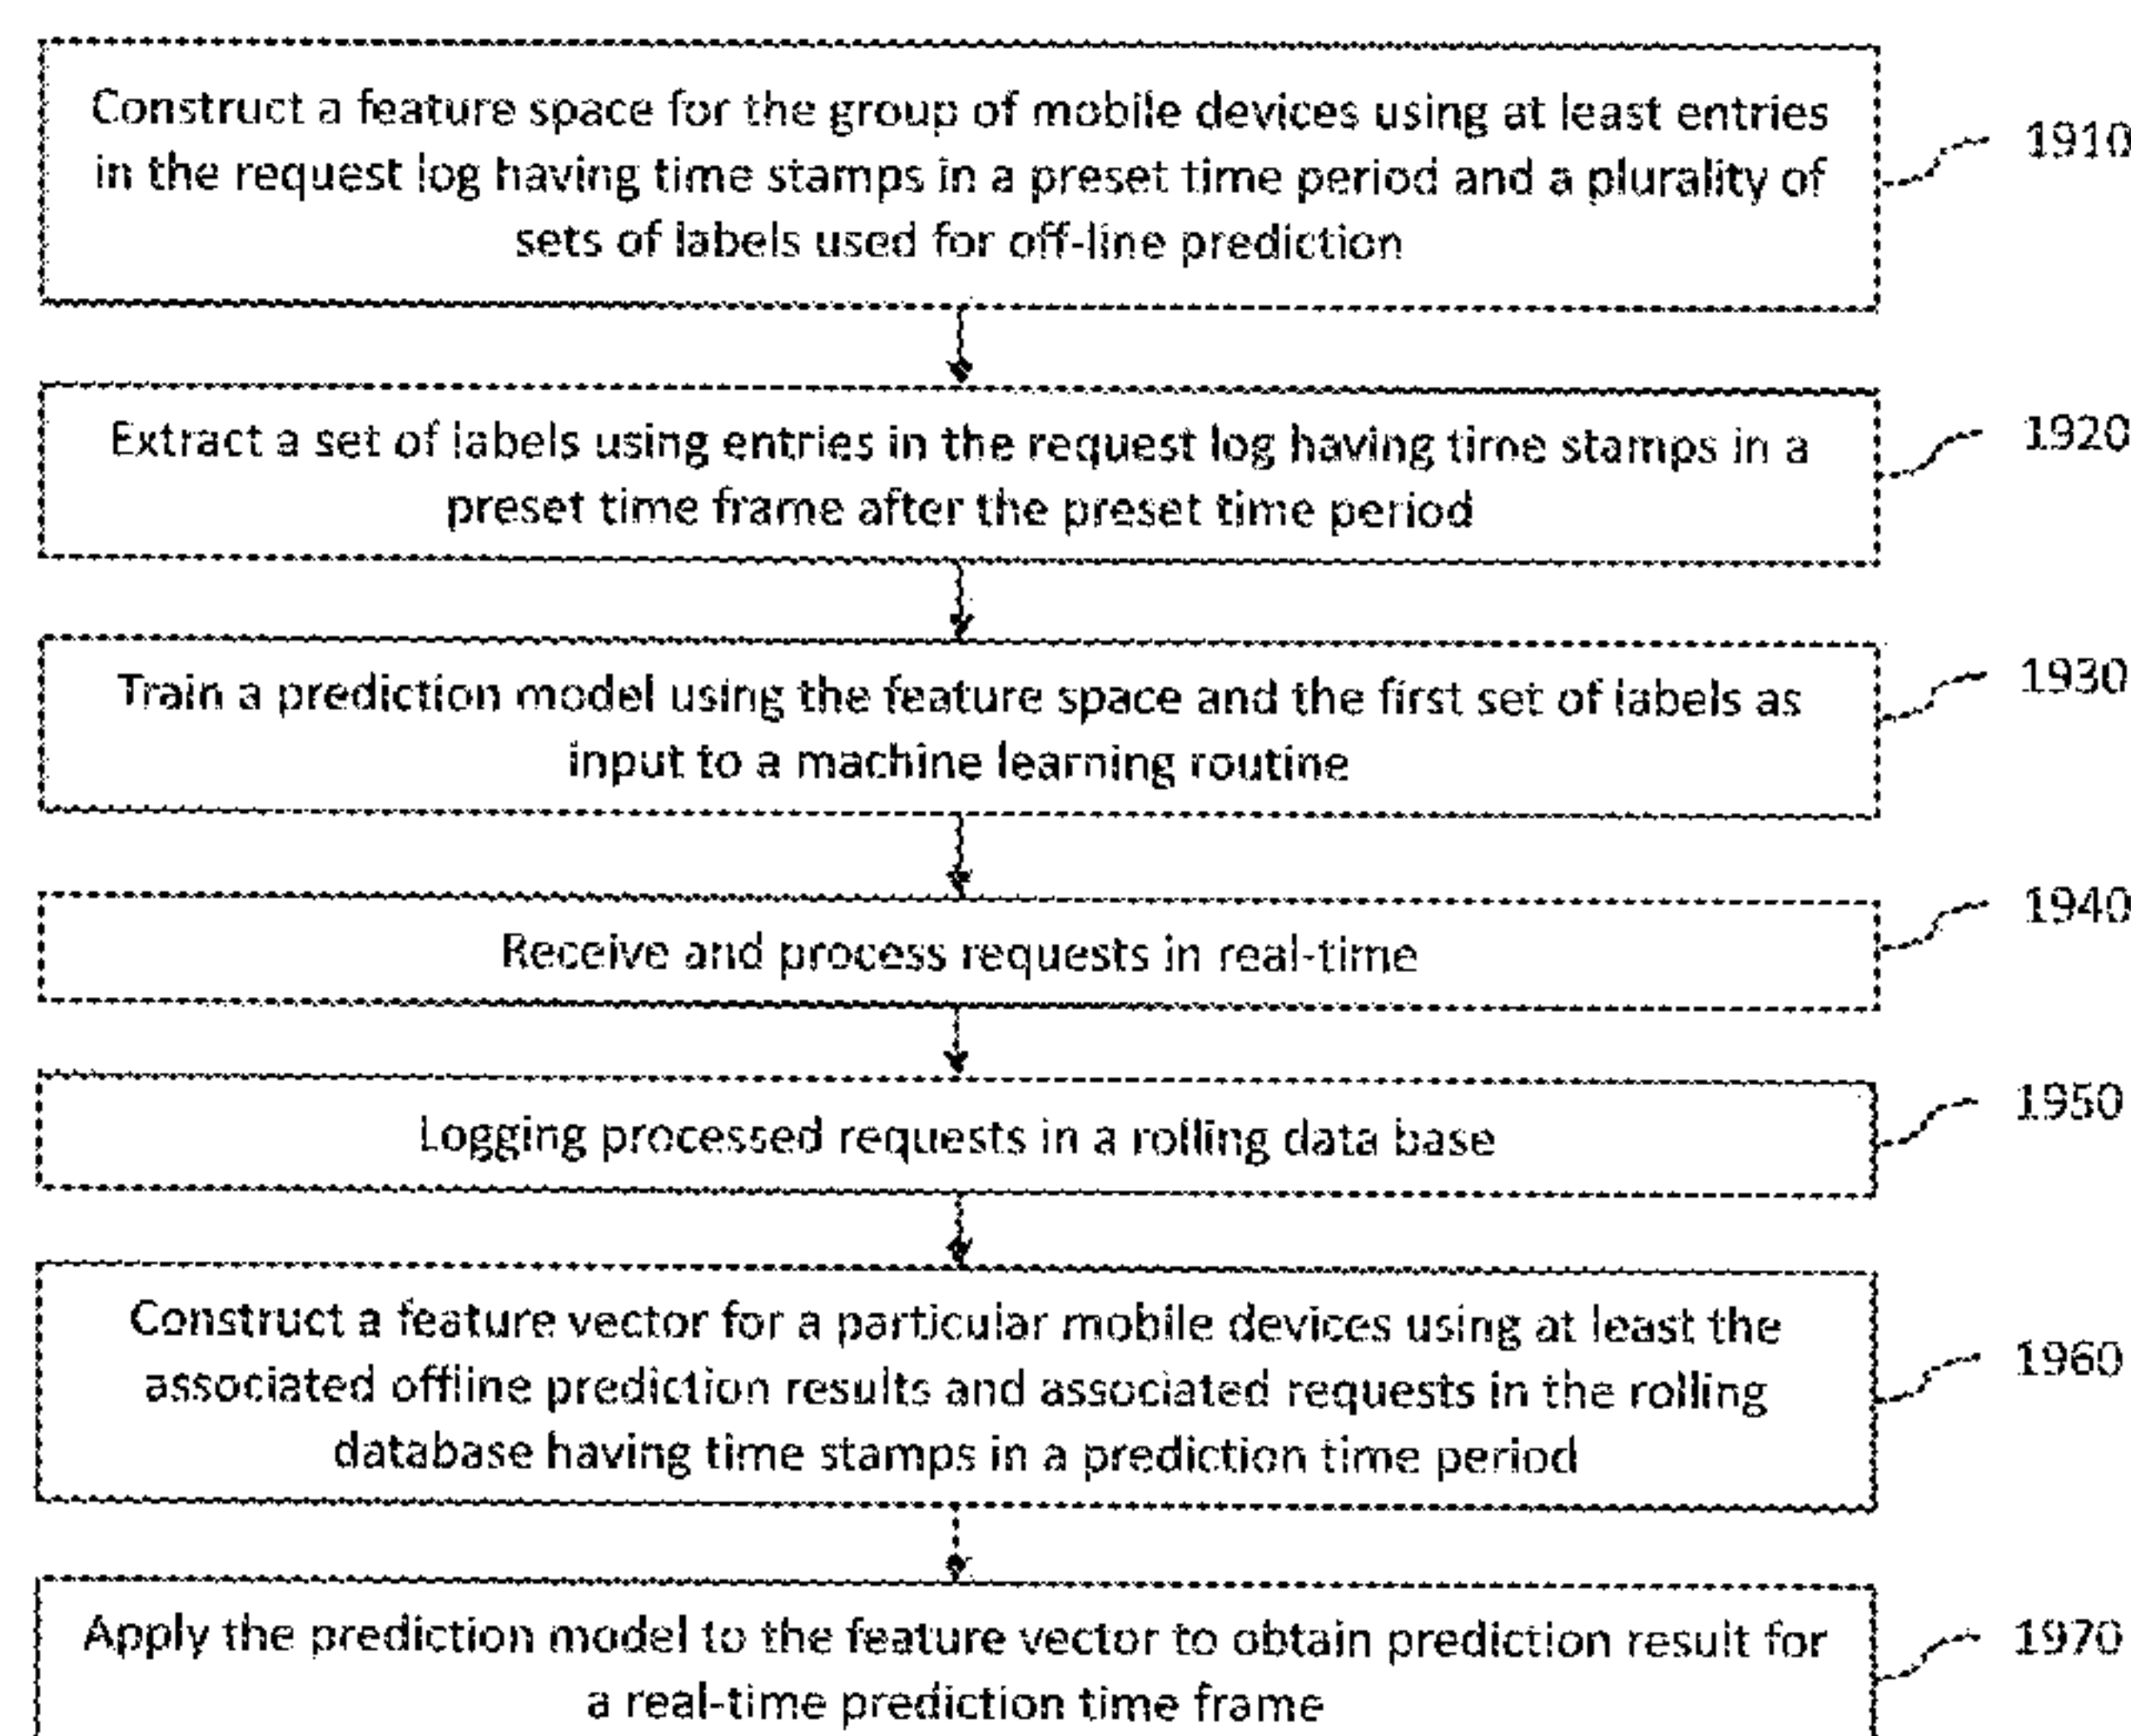 Construct a feature space for the group of mobile devices using at least entries
in the request log having time stamps in a preset time period and a plurality of
sets of labels used for off-line prediction
1910
Extract a set of labels using entries in the request log having time stamps in a
preset time frame after the preset time period
1920
Train a prediction model using the feature space and the first set of labels as
input to a machine learning routine
1930
Receive and process requests in real-time
1940
Logging processed requests in a rolling data base
1950
Construct a feature vector for a particular mobile devices using at least the
associated offline prediction results and associated requests in the rolling
database having time stamps in a prediction time period
1960
Apply the prediction model to the feature vector to obtain prediction result for
a real-time prediction time frame
1970